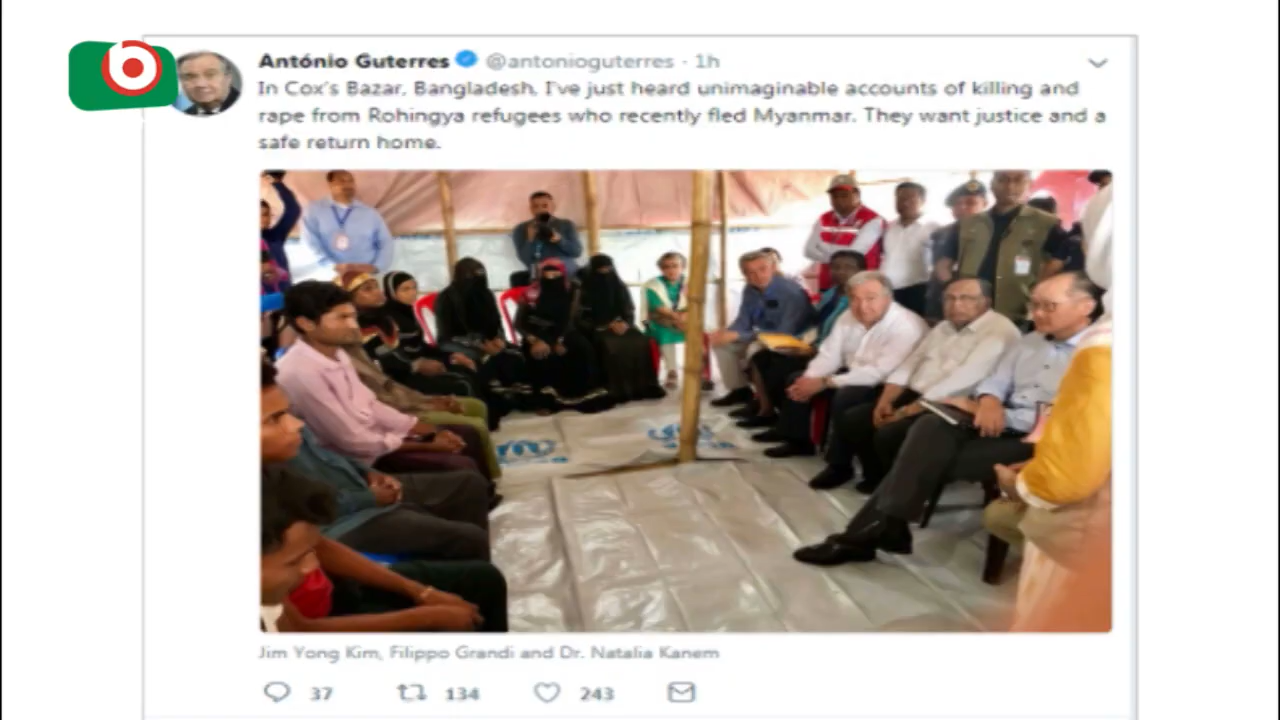 António Guterres @antonioguterres · 1h
In Cox's Bazar, Bangladesh. I've just heard unimaginable accounts of killing and
rape from Rohingya refugees who recently fled Myanmar. They want justice and a
safe return home.
Jim Yong Kim, Filippo Grandi and Dr. Natalia Kanem
37 134 243